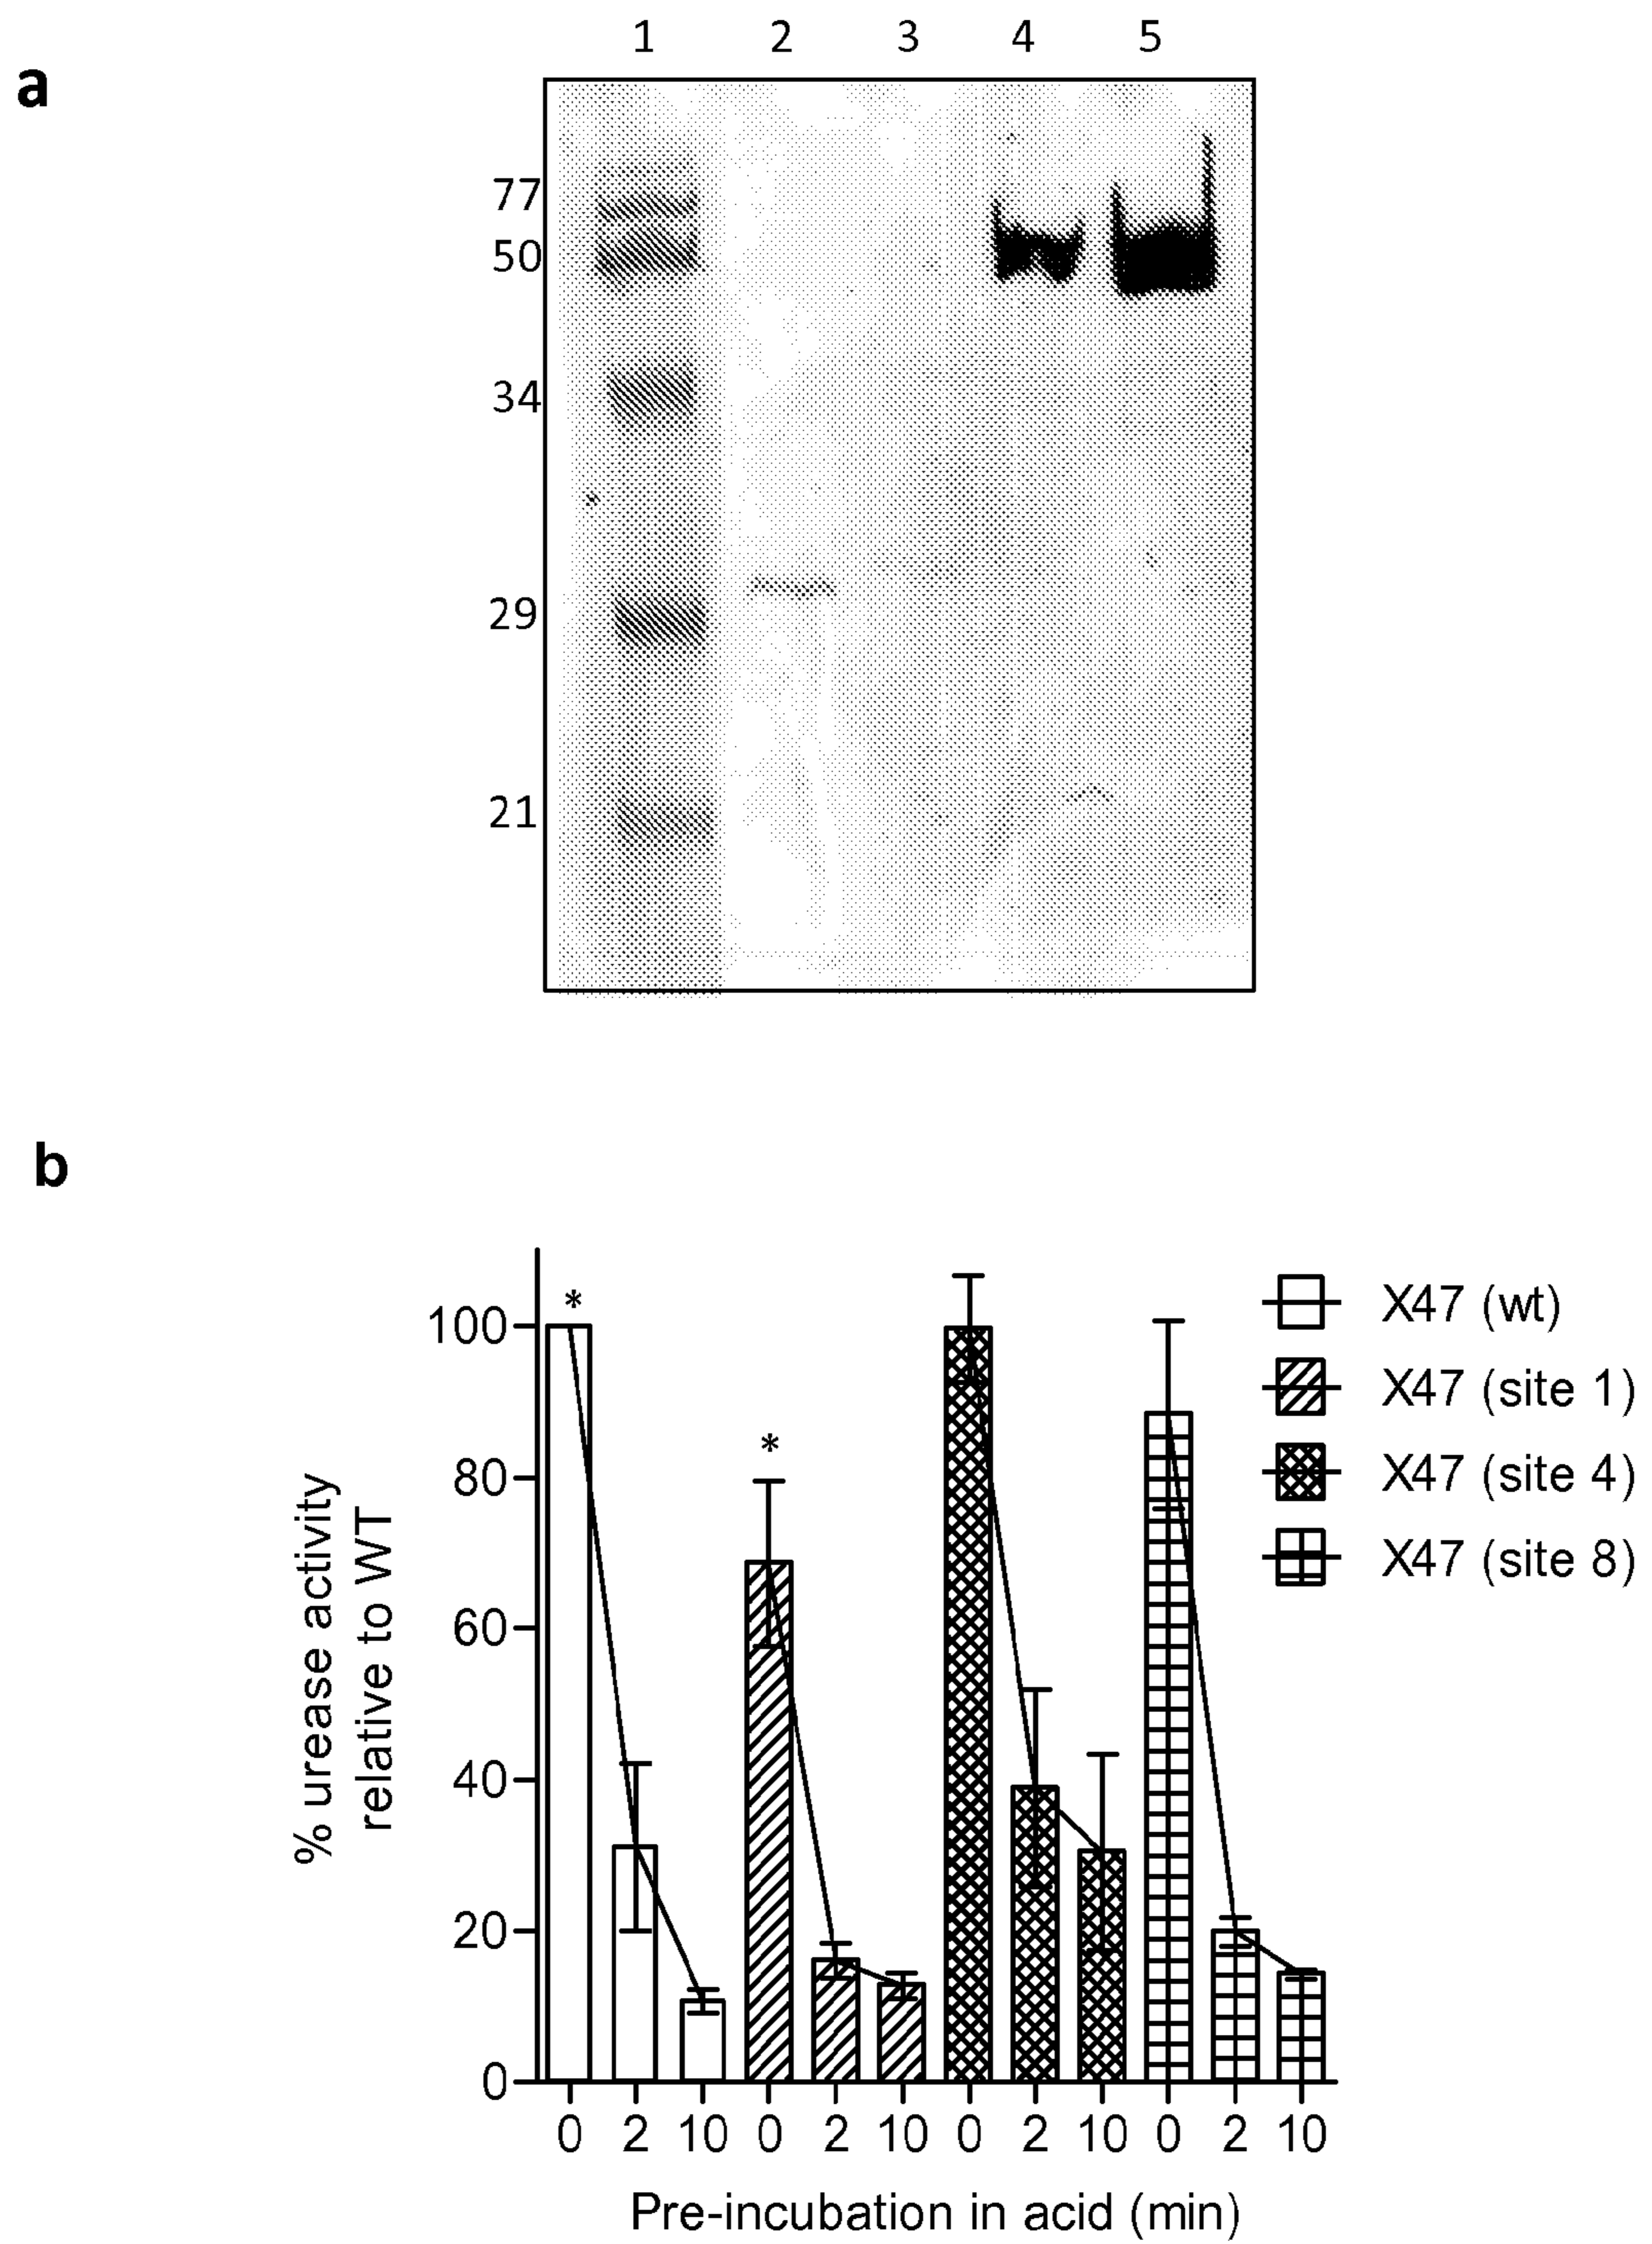 a
1 2 3 4 5
77
50
34
29
21
b
% urease activity
relative to WT
100
80
60
40
20
0
*
*
X47 (wt)
X47 (site 1)
X47 (site 4)
X47 (site 8)
0 2 10 0 2 10 0 2 10 0 2 10
Pre-incubation in acid (min)